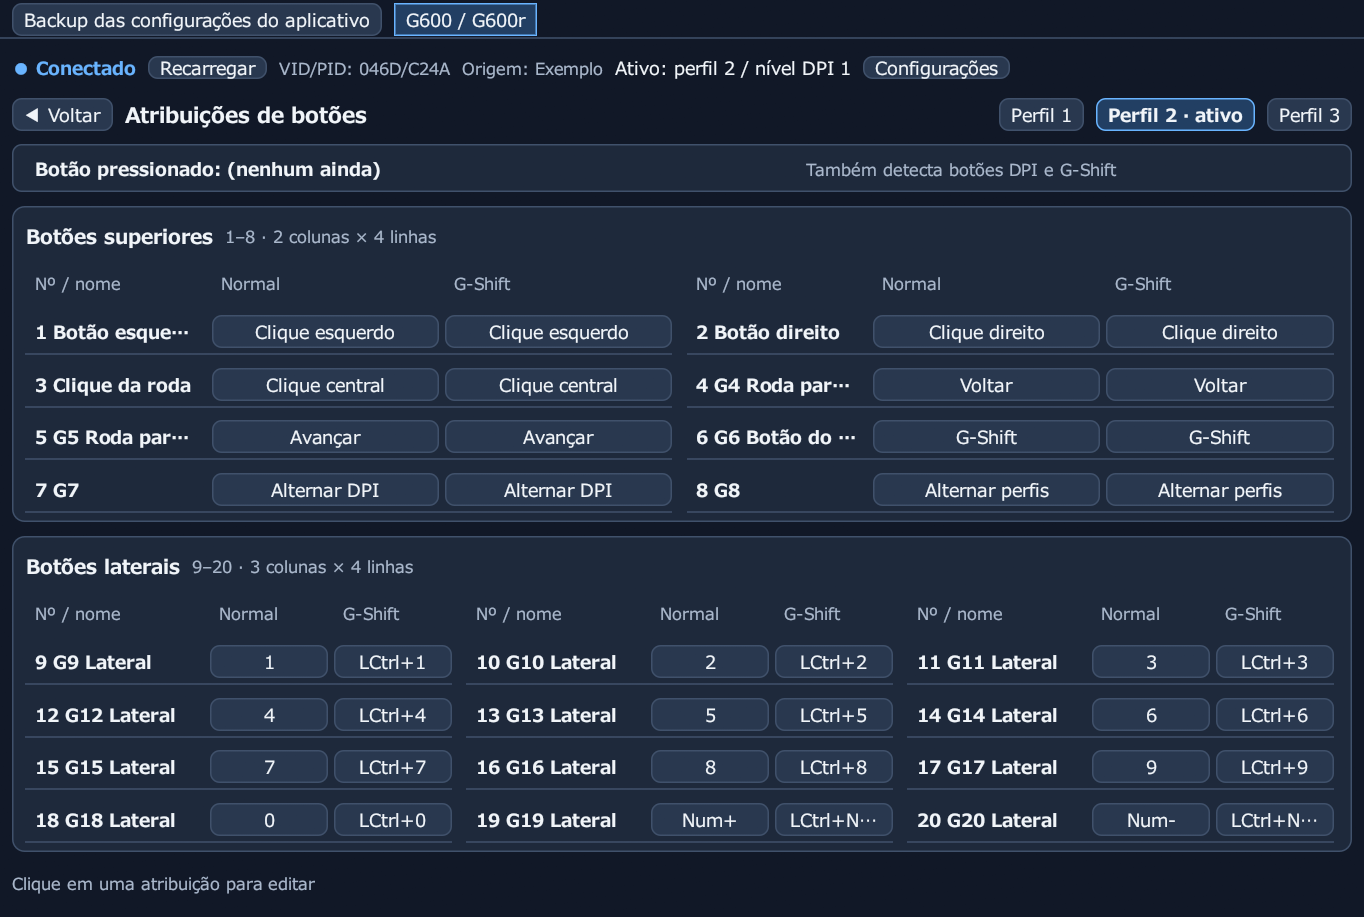 Backup das configurações do aplicativo G600 / G600r
Conectado Recarregar VID/PID: 046D/C24A Origem: Exemplo Ativo: perfil 2 / nível DPI 1 Configurações
◀ Voltar Atribuições de botões Perfil 1 Perfil 2 · ativo Perfil 3
Botão pressionado: (nenhum ainda) Também detecta botões DPI e G-Shift
Botões superiores 1–8 · 2 colunas × 4 linhas
Nº / nome Normal G-Shift Nº / nome Normal G-Shift
1 Botão esque··· Clique esquerdo Clique esquerdo 2 Botão direito Clique direito Clique direito
3 Clique da roda Clique central Clique central 4 G4 Roda par··· Voltar Voltar
5 G5 Roda par··· Avançar Avançar 6 G6 Botão do ··· G-Shift G-Shift
7 G7 Alternar DPI Alternar DPI 8 G8 Alternar perfis Alternar perfis
Botões laterais 9–20 · 3 colunas × 4 linhas
Nº / nome Normal G-Shift Nº / nome Normal G-Shift Nº / nome Normal G-Shift
9 G9 Lateral 1 LCtrl+1 10 G10 Lateral 2 LCtrl+2 11 G11 Lateral 3 LCtrl+3
12 G12 Lateral 4 LCtrl+4 13 G13 Lateral 5 LCtrl+5 14 G14 Lateral 6 LCtrl+6
15 G15 Lateral 7 LCtrl+7 16 G16 Lateral 8 LCtrl+8 17 G17 Lateral 9 LCtrl+9
18 G18 Lateral 0 LCtrl+0 19 G19 Lateral Num+ LCtrl+N··· 20 G20 Lateral Num- LCtrl+N···
Clique em uma atribuição para editar